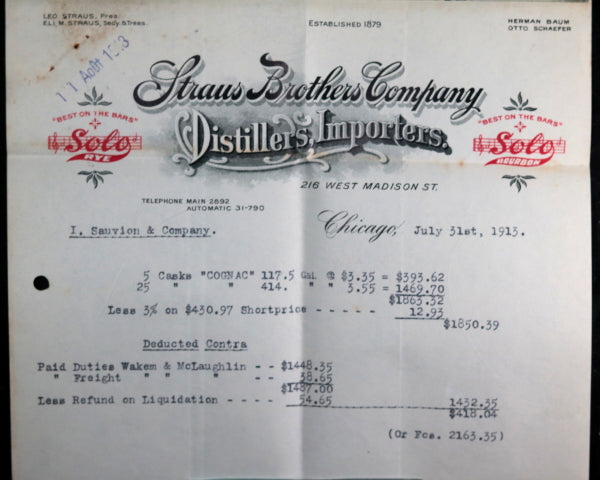 LEO STRAUS, Pres.
ELI M. STRAUS, Secy. & Treas.
ESTABLISHED 1879
HERMAN BAUM
OTTO SCHAEFER
11 Août 1913
Straus Brothers Company
Distillers, Importers.
"BEST ON THE BARS"
Solo
RYE
"BEST ON THE BARS"
Solo
BOURBON
216 WEST MADISON ST.
TELEPHONE MAIN 2892
AUTOMATIC 31-790
I. Sauvion & Company.
Chicago, July 31st, 1913.
5 Casks "COGNAC" 117.5 Gal. @ $3.35 = $393.62
25 " " 414. " " 3.55 = 1469.70
$1863.32
Less 3% on $430.97 Shortprice - - - - - 12.93
$1850.39
Deducted Contra
Paid Duties Wakem & McLaughlin - - $1448.35
" Freight " " " - - 38.65
$1487.00
Less Refund on Liquidation - - - - 54.65 1432.35
$418.04
(Or Fcs. 2163.35)